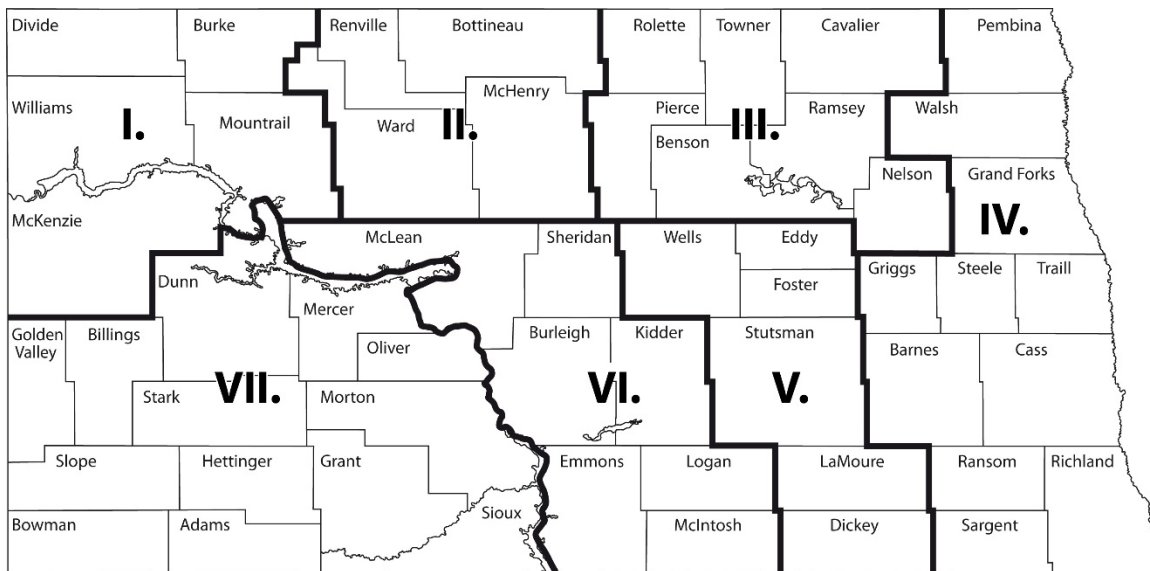 Divide
Burke
Renville
Bottineau
Rolette
Towner
Cavalier
Pembina
Williams
I.
Mountrail
Ward
II.
McHenry
Pierce
III.
Ramsey
Walsh
Benson
Nelson
Grand Forks
IV.
McKenzie
McLean
Sheridan
Wells
Eddy
Dunn
Mercer
Foster
Griggs
Steele
Traill
Golden
Valley
Billings
Oliver
Burleigh
Kidder
Stutsman
Barnes
Cass
Stark
VII.
Morton
VI.
V.
Slope
Hettinger
Grant
Emmons
Logan
LaMoure
Ransom
Richland
Bowman
Adams
Sioux
McIntosh
Dickey
Sargent